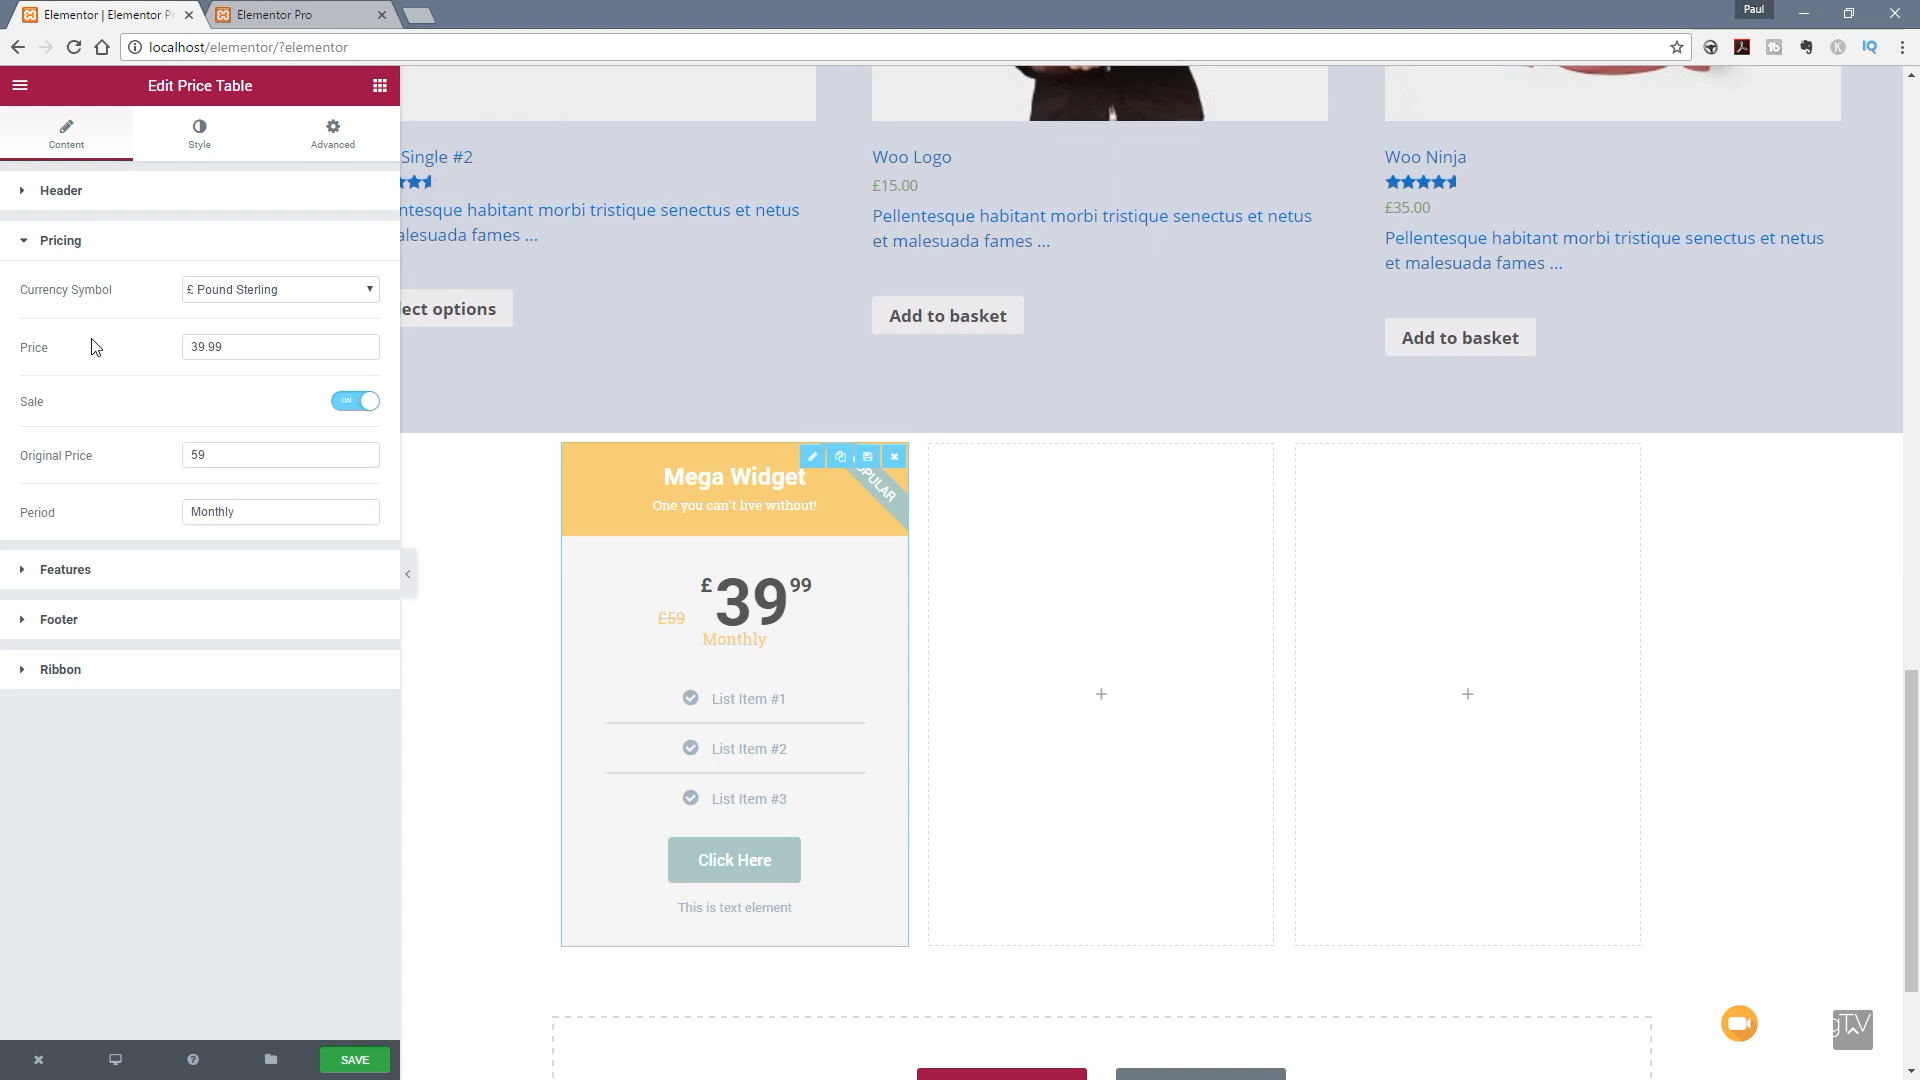 Elementor | Elementor P
Elementor Pro
Paul
localhost/elementor/?elementor
Edit Price Table
Content
Style
Advanced
Header
Pricing
Currency Symbol
£ Pound Sterling
Price
39.99
Sale
ON
Original Price
59
Period
Monthly
Features
Footer
Ribbon
SAVE
Single #2
ntesque habitant morbi tristique senectus et netus
alesuada fames ...
lect options
Woo Logo
£15.00
Pellentesque habitant morbi tristique senectus et netus
et malesuada fames ...
Add to basket
Woo Ninja
£35.00
Pellentesque habitant morbi tristique senectus et netus
et malesuada fames ...
Add to basket
Mega Widget
One you can't live without!
OPULAR
£39 99
£59
Monthly
List Item #1
List Item #2
List Item #3
Click Here
This is text element
gTV